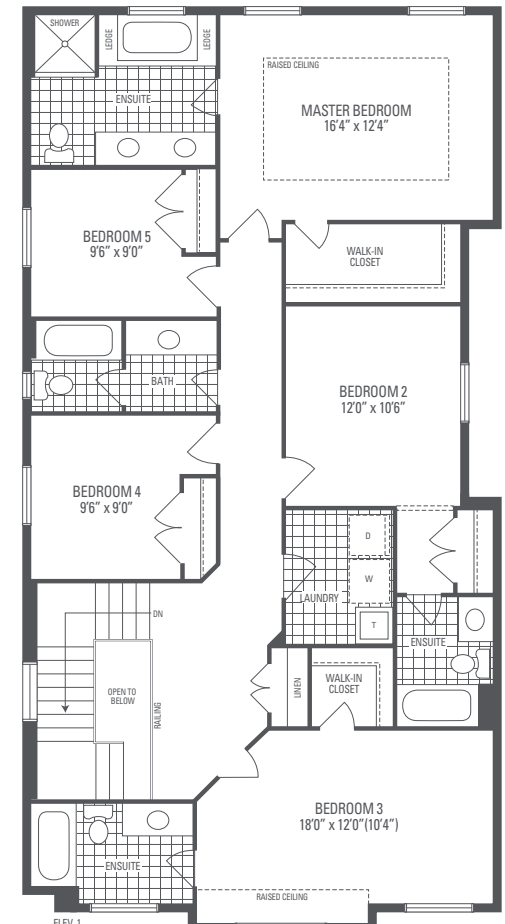 SHOWER
LEDGE
LEDGE
ENSUITE
RAISED CEILING
MASTER BEDROOM
16'4" x 12'4"
BEDROOM 5
9'6" x 9'0"
WALK-IN
CLOSET
BATH
BEDROOM 2
12'0" x 10'6"
BEDROOM 4
9'6" x 9'0"
D
W
LAUNDRY
T
ENSUITE
DN
OPEN TO
BELOW
RAILING
LINEN
WALK-IN
CLOSET
BEDROOM 3
18'0" x 12'0"(10'4")
ENSUITE
RAISED CEILING
ELEV. 1